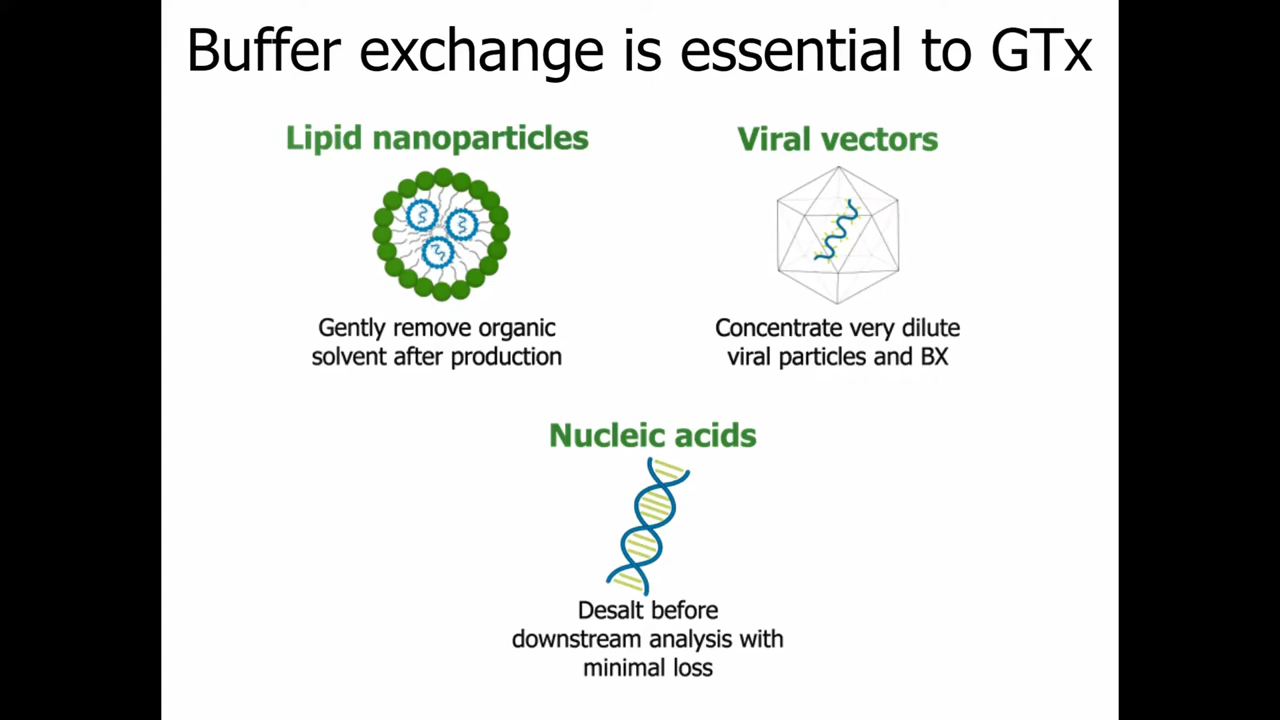 Buffer exchange is essential to GTx
Lipid nanoparticles
Gently remove organic
solvent after production
Viral vectors
Concentrate very dilute
viral particles and BX
Nucleic acids
Desalt before
downstream analysis with
minimal loss